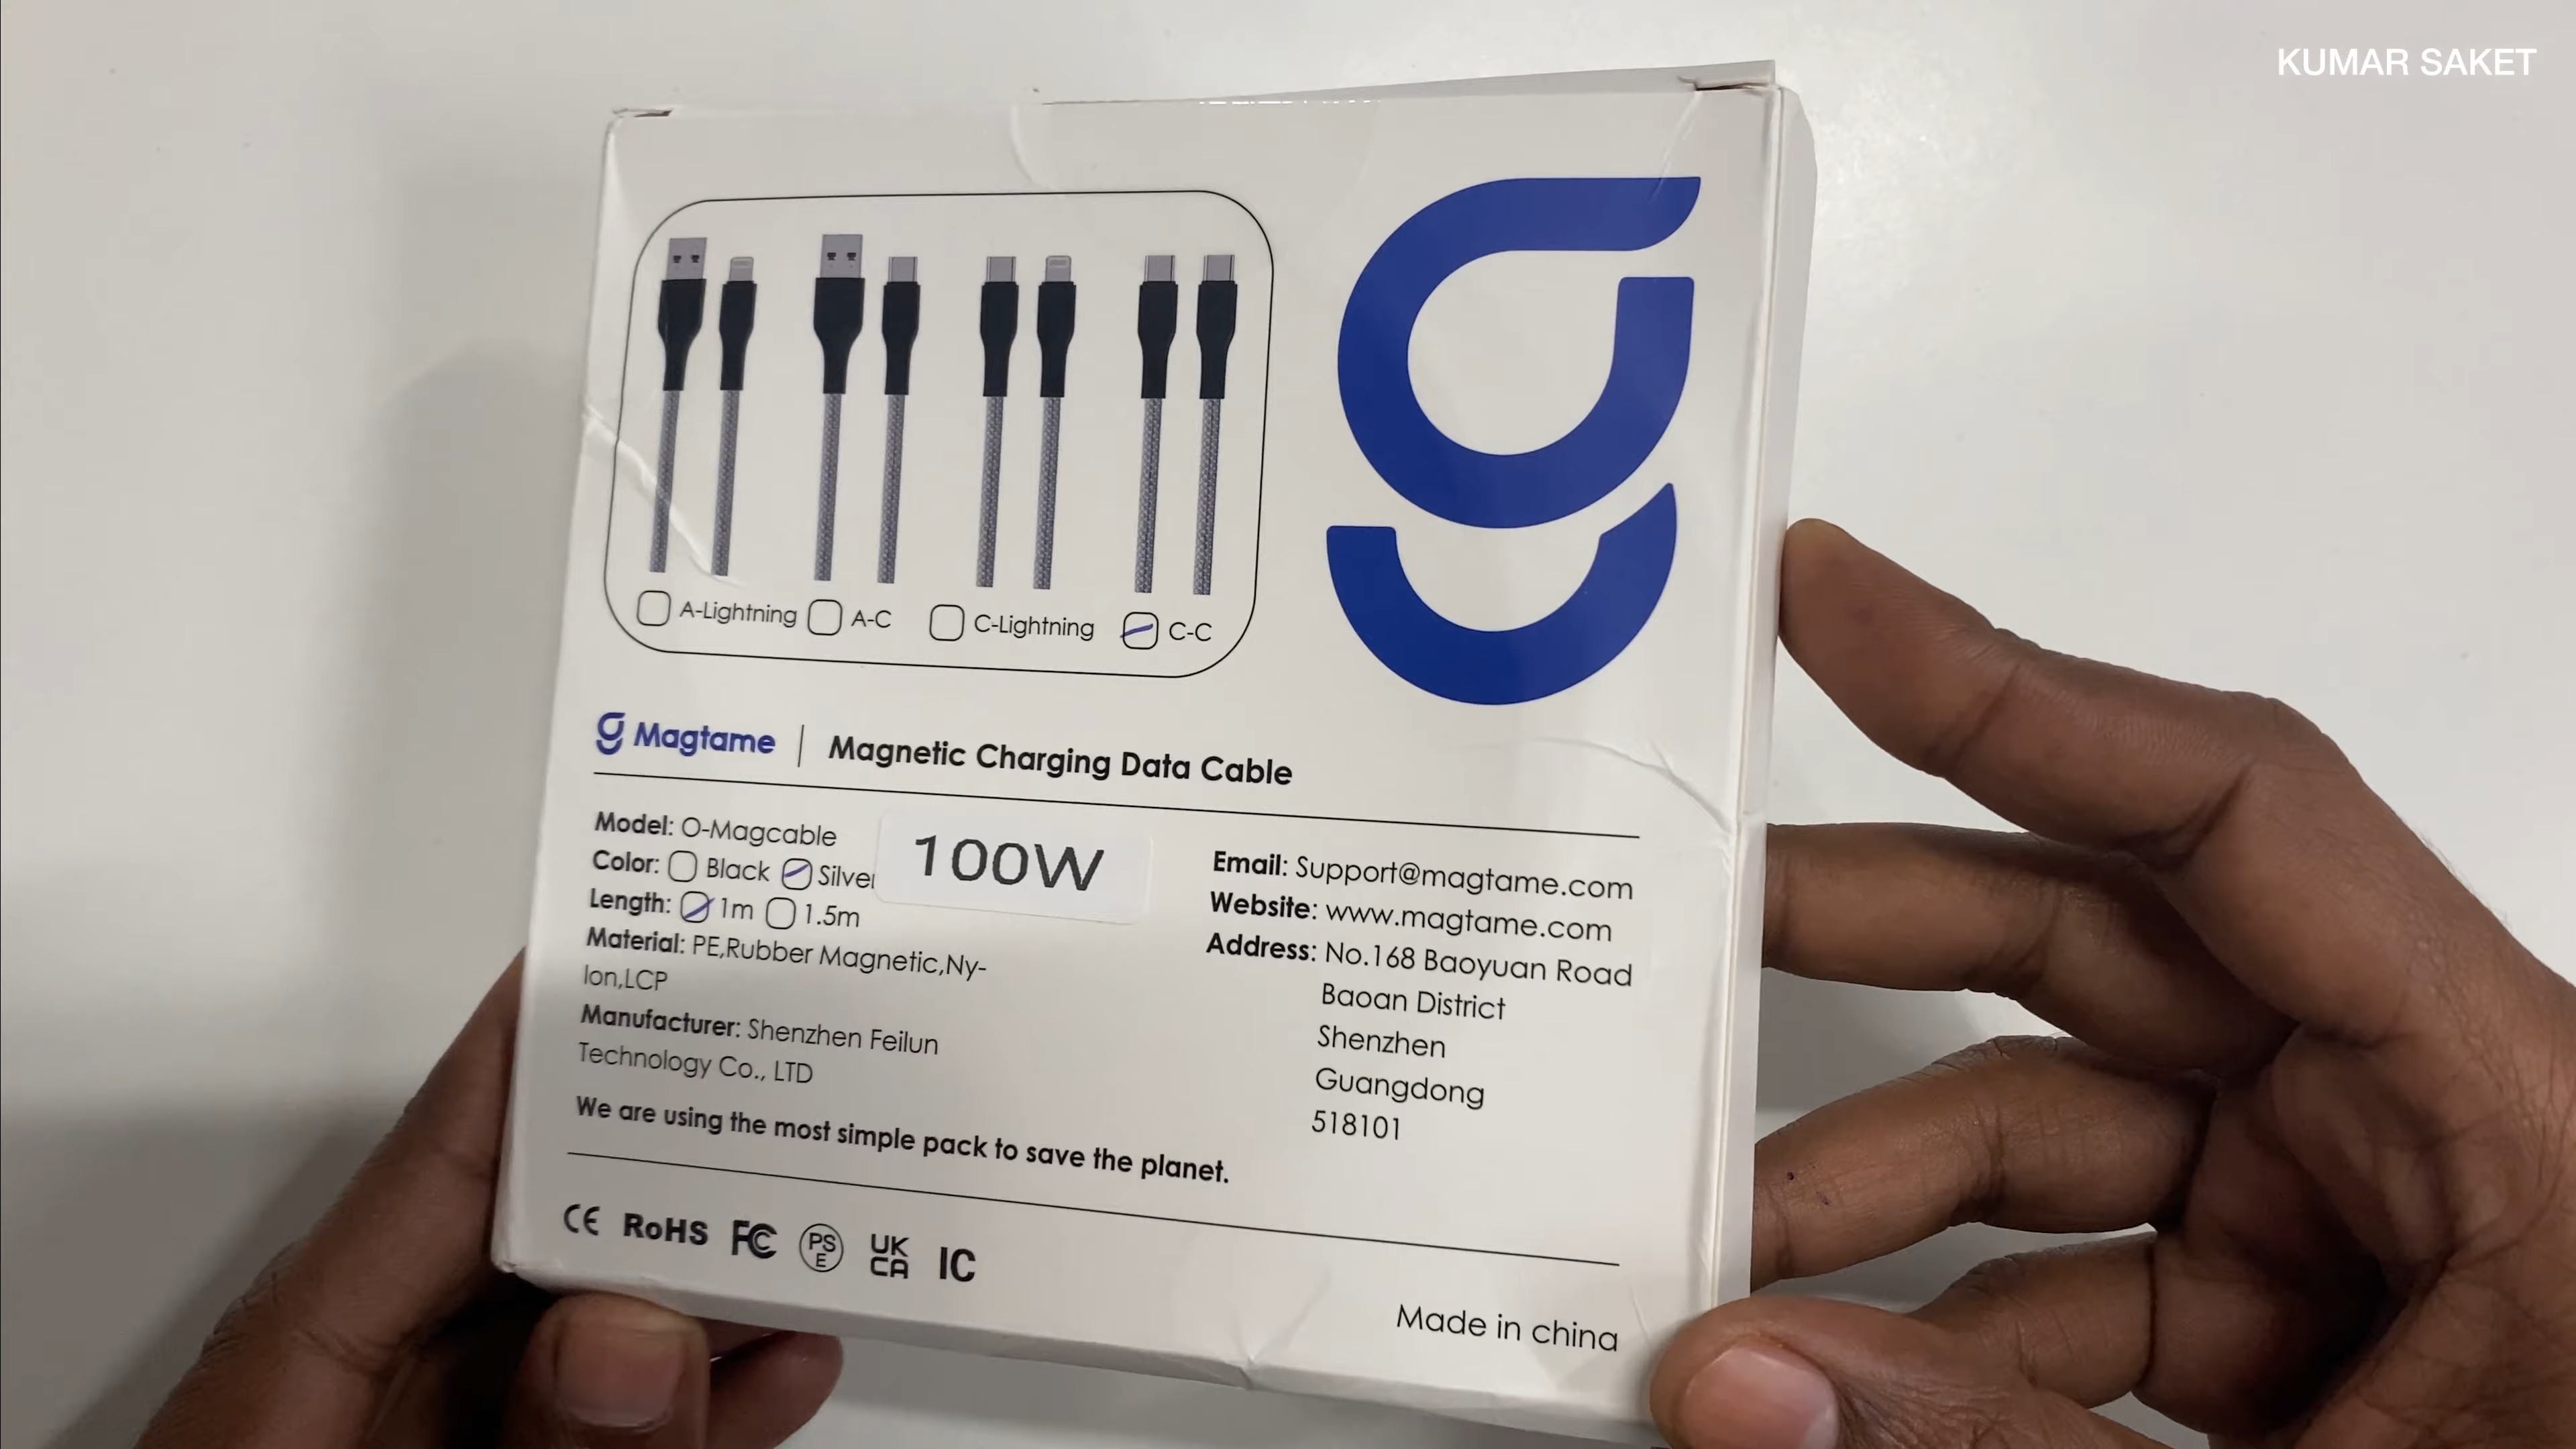 KUMAR SAKET
A-Lightning A-C C-Lightning C-C
Magtame | Magnetic Charging Data Cable
Model: O-Magcable
Color: Black Silver
Length: 1m 1.5m
Material: PE,Rubber Magnetic,Ny-
lon,LCP
Manufacturer: Shenzhen Feilun
Technology Co., LTD
We are using the most simple pack to save the planet.
100W
Email: Support@magtame.com
Website: www.magtame.com
Address: No.168 Baoyuan Road
Baoan District
Shenzhen
Guangdong
518101
CE RoHS FC PSE UKCA IC
Made in china